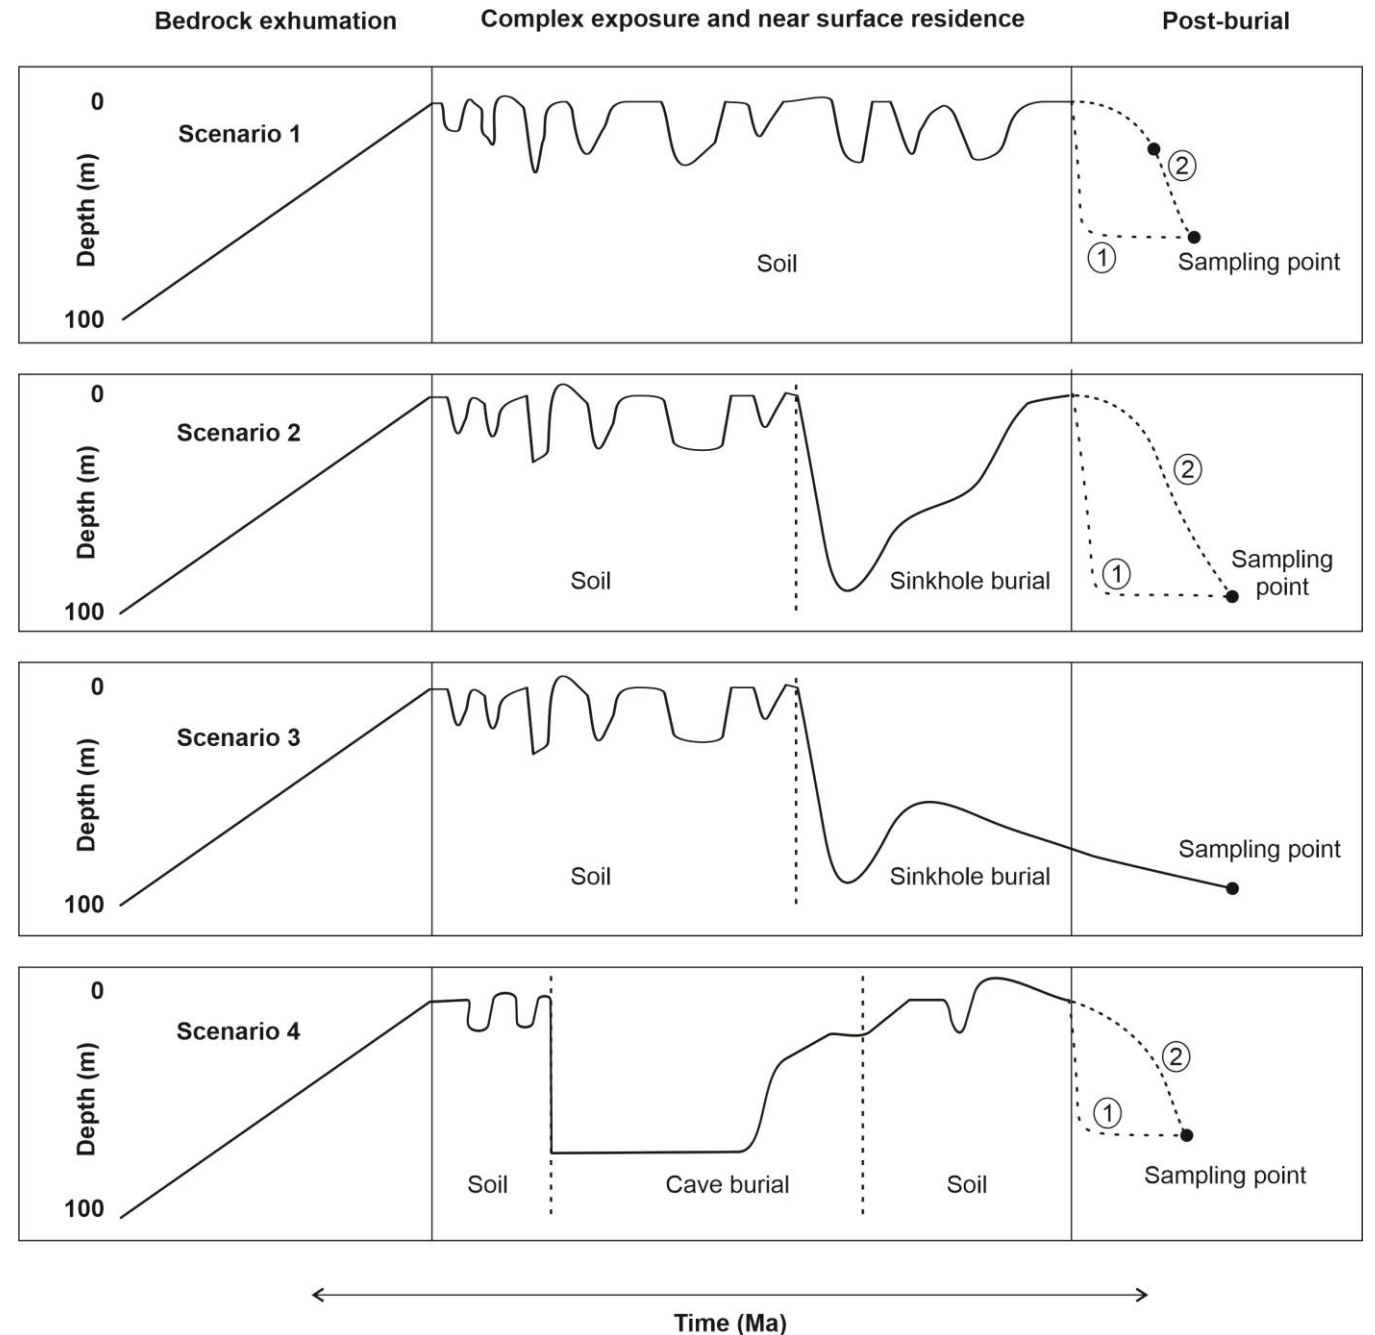 Bedrock exhumation
Complex exposure and near surface residence
Post-burial
0
Scenario 1
Depth (m)
100
Soil
②
①
Sampling point
0
Scenario 2
Depth (m)
100
Soil
Sinkhole burial
②
①
Sampling
point
0
Scenario 3
Depth (m)
100
Soil
Sinkhole burial
Sampling point
0
Scenario 4
Depth (m)
100
Soil
Cave burial
Soil
②
①
Sampling point
Time (Ma)